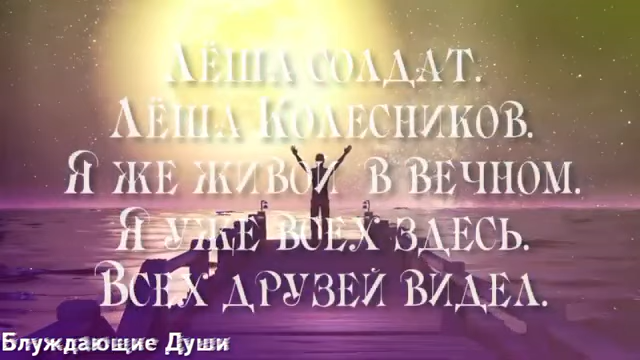 Лёша солдат.
Лёша Колесников.
Я же живой в вечном.
Я уже всех здесь.
Всех друзей видел.
Блуждающие Души